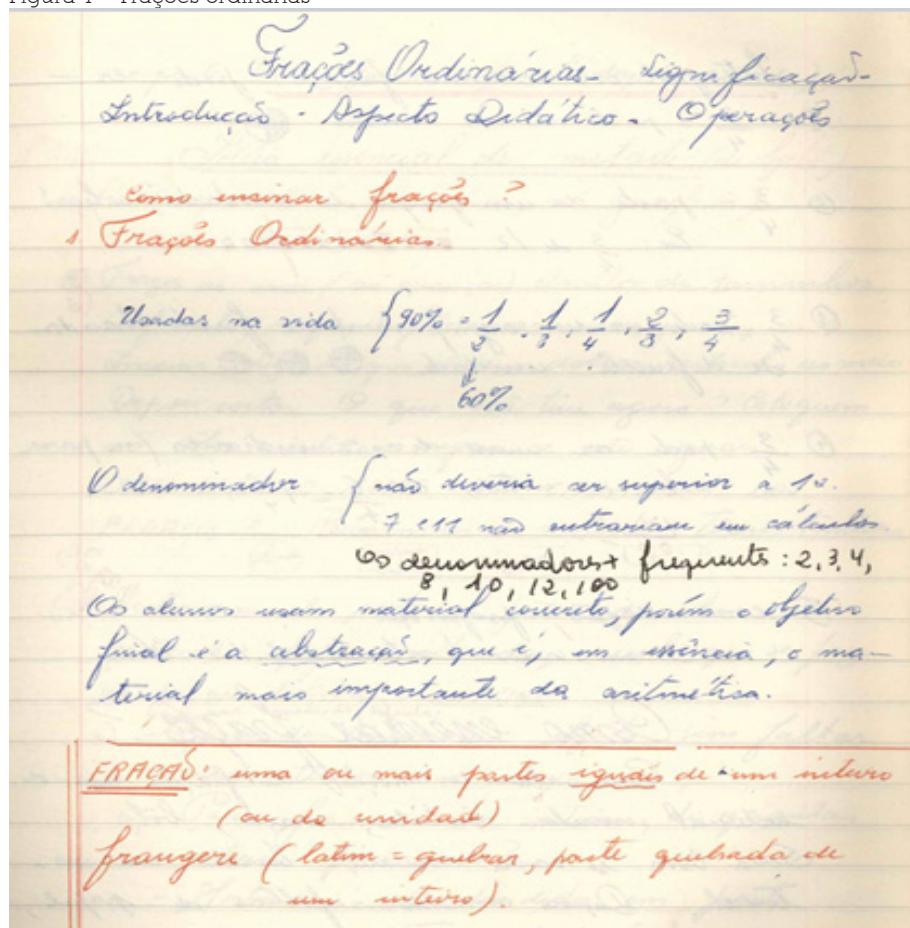 Figura 1 - Frações ordinárias
Frações Ordinárias - Significação -
Introdução - Aspecto Didático - Operações
Como ensinar frações?
1 Frações Ordinárias.
Usadas na vida { 90% = 1/2, 1/3, 1/4, 2/3, 3/4
↓
60%
O denominador { não deveria ser superior a 12.
7 e 11 não entrariam em cálculos
Os denominadores + frequentes: 2, 3, 4,
8, 10, 12, 100
Os alunos usam material concreto, porém o objetivo
final é a abstração, que é, em essência, o ma-
terial mais importante da aritmética.
FRAÇÃO: uma ou mais partes iguais de um inteiro
(ou da unidade)
frangere (latim = quebrar, parte quebrada de
um inteiro).